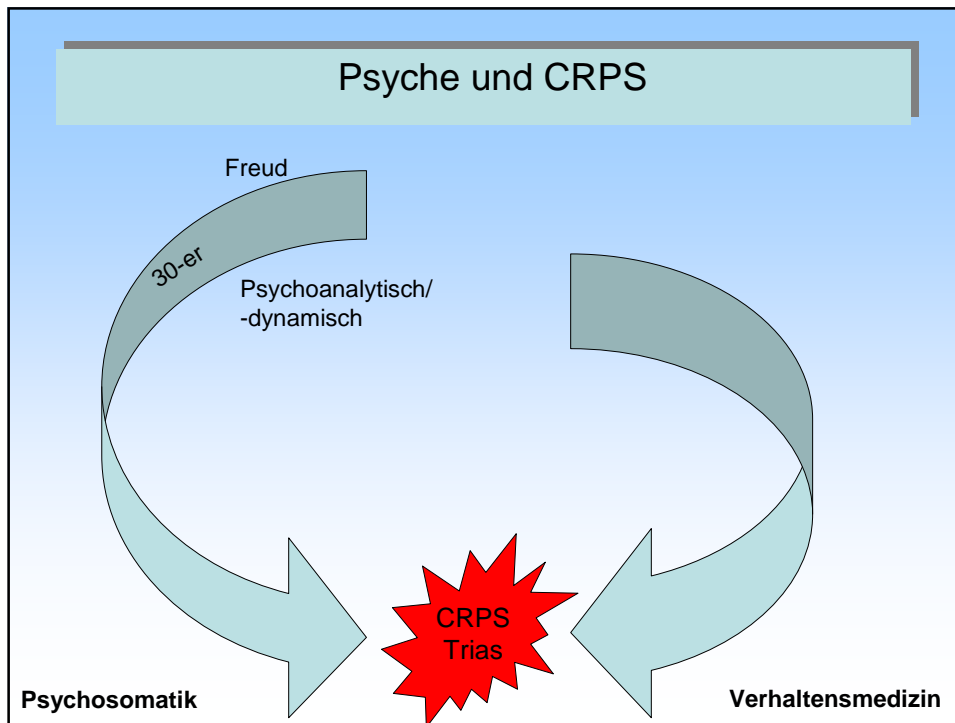 Psyche und CRPS
Freud
30-er
Psychoanalytisch/
-dynamisch
CRPS
Trias
Psychosomatik
Verhaltensmedizin